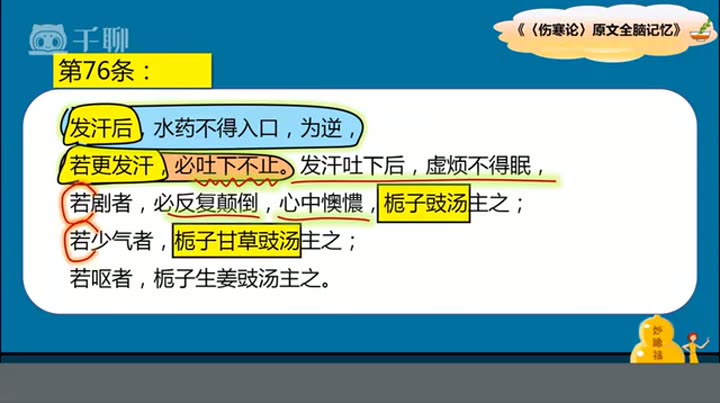 千聊
《〈伤寒论〉原文全脑记忆》
第76条：
发汗后，水药不得入口，为逆，
若更发汗，必吐下不止。发汗吐下后，虚烦不得眠，
若剧者，必反复颠倒，心中懊憹，栀子豉汤主之；
若少气者，栀子甘草豉汤主之；
若呕者，栀子生姜豉汤主之。
妙缘福